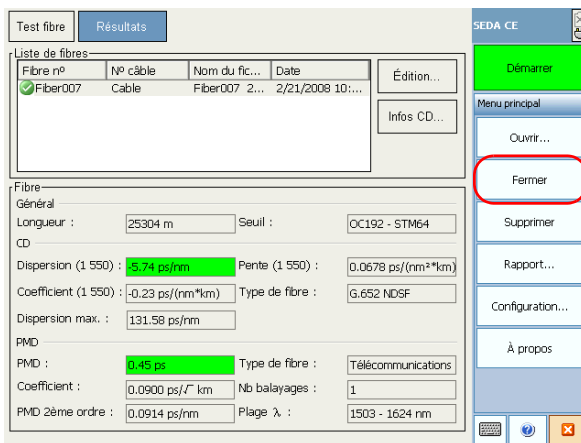 Test fibre Résultats SEDA CE
Liste de fibres
Fibre nº Nº câble Nom du fic... Date
Fiber007 Cable Fiber007_2... 2/21/2008 10:...
Édition...
Infos CD...
Fibre
Général
Longueur : 25304 m Seuil : OC192 - STM64
CD
Dispersion (1 550) : -5.74 ps/nm Pente (1 550) : 0.0678 ps/(nm²*km)
Coefficient (1 550) : -0.23 ps/(nm*km) Type de fibre : G.652 NDSF
Dispersion max. : 131.58 ps/nm
PMD
PMD : 0.45 ps Type de fibre : Télécommunications
Coefficient : 0.0900 ps/√ km Nb balayages : 1
PMD 2ème ordre : 0.0914 ps/nm Plage λ : 1503 - 1624 nm
Démarrer
Menu principal
Ouvrir...
Fermer
Supprimer
Rapport...
Configuration...
À propos